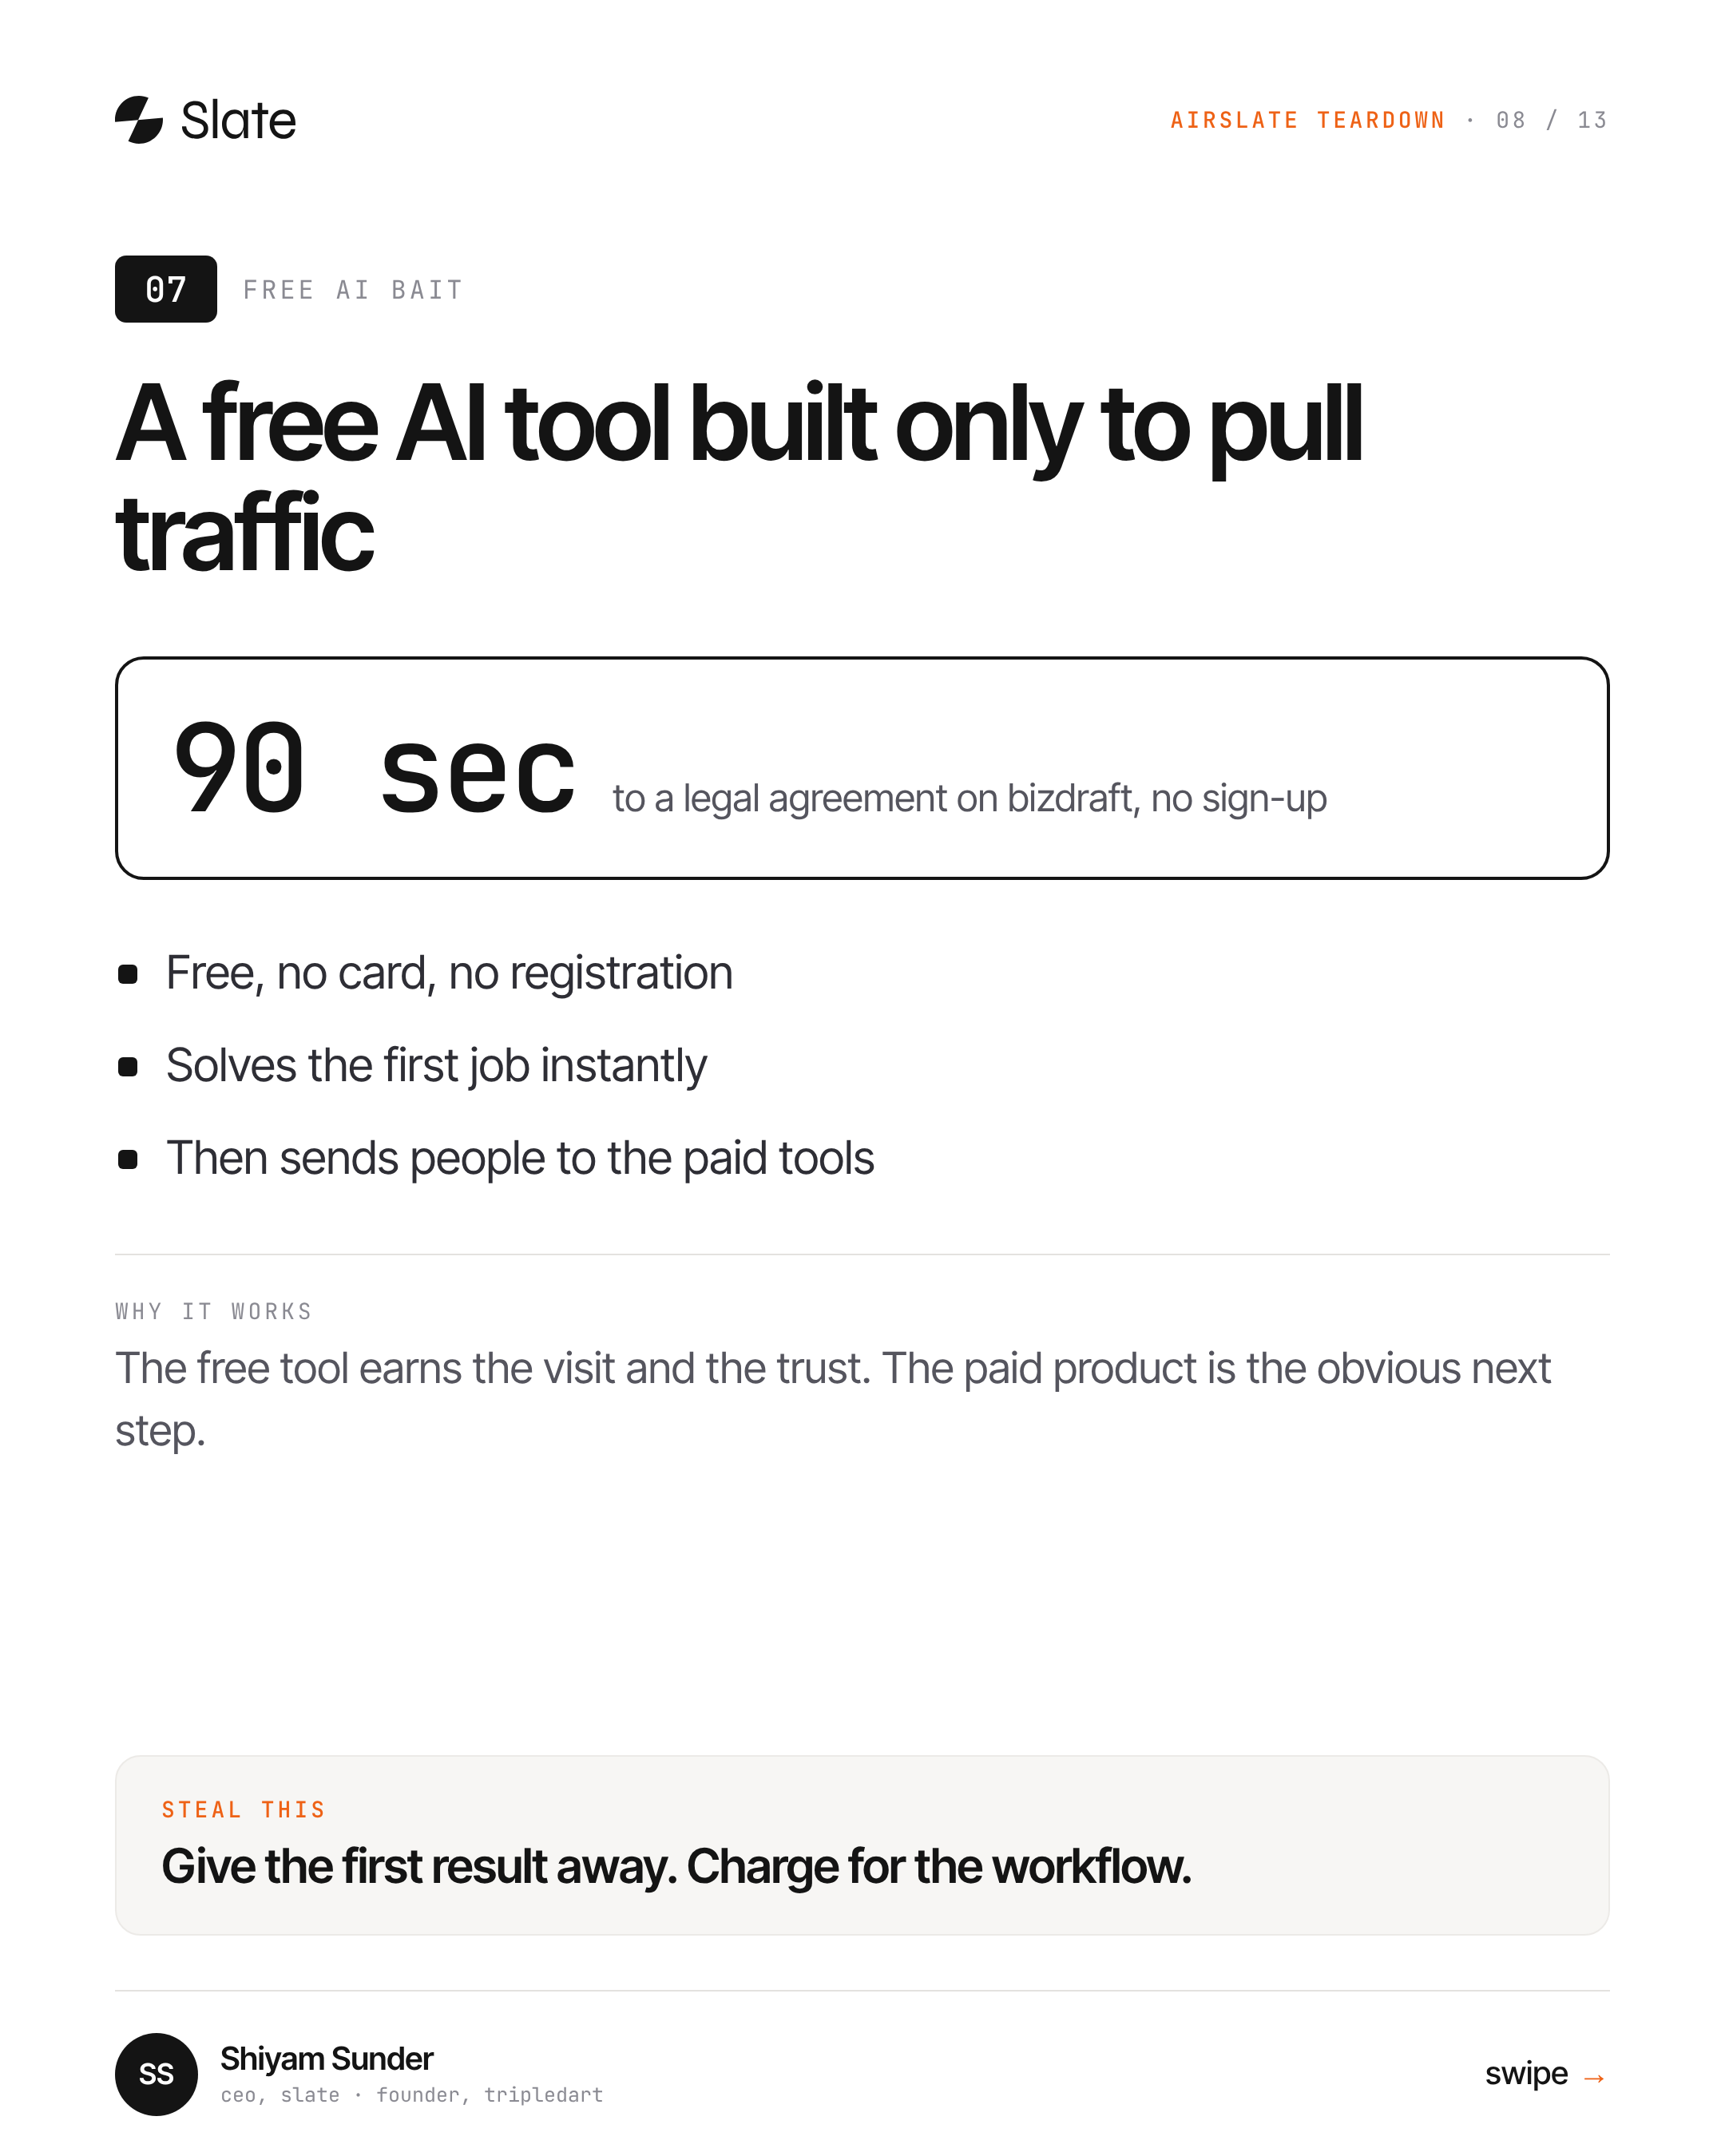 Slate
AIRSLATE TEARDOWN · 08 / 13
07 FREE AI BAIT
A free AI tool built only to pull
traffic
90 sec to a legal agreement on bizdraft, no sign-up
Free, no card, no registration
Solves the first job instantly
Then sends people to the paid tools
WHY IT WORKS
The free tool earns the visit and the trust. The paid product is the obvious next
step.
STEAL THIS
Give the first result away. Charge for the workflow.
SS
Shiyam Sunder
ceo, slate · founder, tripledart
swipe →